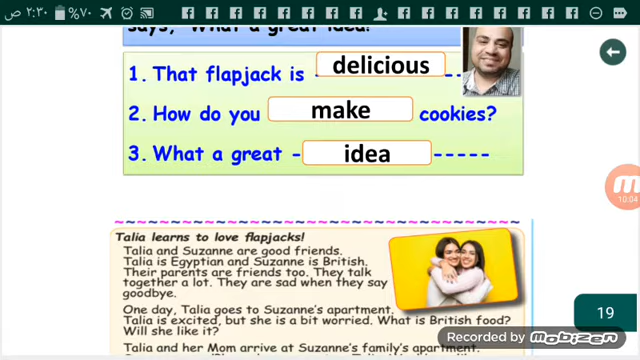 ٢:٣٠ ص
%٧٠
says, "What a great idea!"
1. That flapjack is delicious
2. How do you make cookies?
3. What a great - idea -----
Talia learns to love flapjacks!
Talia and Suzanne are good friends.
Talia is Egyptian and Suzanne is British.
Their parents are friends too. They talk
together a lot. They are sad when they say
goodbye.
One day, Talia goes to Suzanne's apartment.
Talia is excited, but she is a bit worried. What is British food?
Will she like it?
Talia and her Mom arrive at Suzanne's family's apartment.
10:04
19
Recorded by mobizen